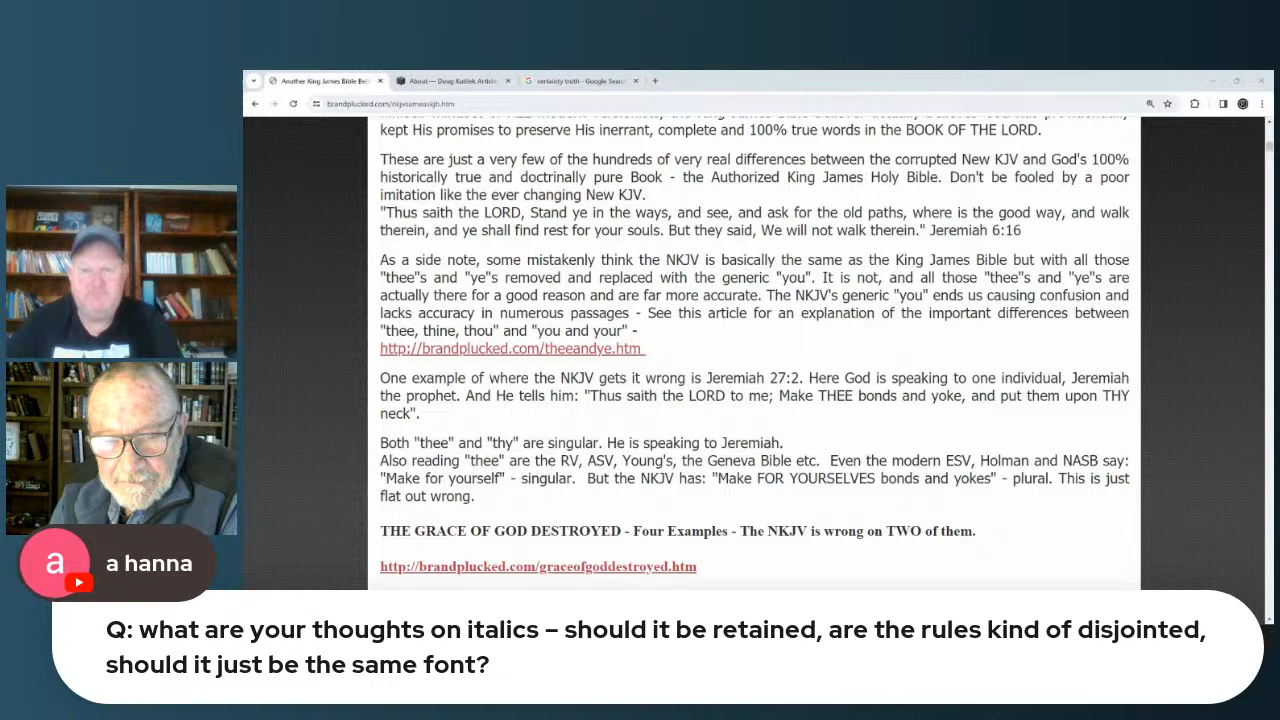 Another King James Bible Beli
About — Doug Kutilek Article
certainty truth - Google Sear
brandplucked.com/nkjvsameaskjb.htm
kept His promises to preserve His inerrant, complete and 100% true words in the BOOK OF THE LORD.
These are just a very few of the hundreds of very real differences between the corrupted New KJV and God's 100%
historically true and doctrinally pure Book - the Authorized King James Holy Bible. Don't be fooled by a poor
imitation like the ever changing New KJV.
"Thus saith the LORD, Stand ye in the ways, and see, and ask for the old paths, where is the good way, and walk
therein, and ye shall find rest for your souls. But they said, We will not walk therein." Jeremiah 6:16
As a side note, some mistakenly think the NKJV is basically the same as the King James Bible but with all those
"thee"s and "ye"s removed and replaced with the generic "you". It is not, and all those "thee"s and "ye"s are
actually there for a good reason and are far more accurate. The NKJV's generic "you" ends us causing confusion and
lacks accuracy in numerous passages - See this article for an explanation of the important differences between
"thee, thine, thou" and "you and your" -
http://brandplucked.com/theeandye.htm
One example of where the NKJV gets it wrong is Jeremiah 27:2. Here God is speaking to one individual, Jeremiah
the prophet. And He tells him: "Thus saith the LORD to me; Make THEE bonds and yoke, and put them upon THY
neck".
Both "thee" and "thy" are singular. He is speaking to Jeremiah.
Also reading "thee" are the RV, ASV, Young's, the Geneva Bible etc. Even the modern ESV, Holman and NASB say:
"Make for yourself" - singular. But the NKJV has: "Make FOR YOURSELVES bonds and yokes" - plural. This is just
flat out wrong.
THE GRACE OF GOD DESTROYED - Four Examples - The NKJV is wrong on TWO of them.
http://brandplucked.com/graceofgoddestroyed.htm
a
a hanna
Q: what are your thoughts on italics – should it be retained, are the rules kind of disjointed,
should it just be the same font?